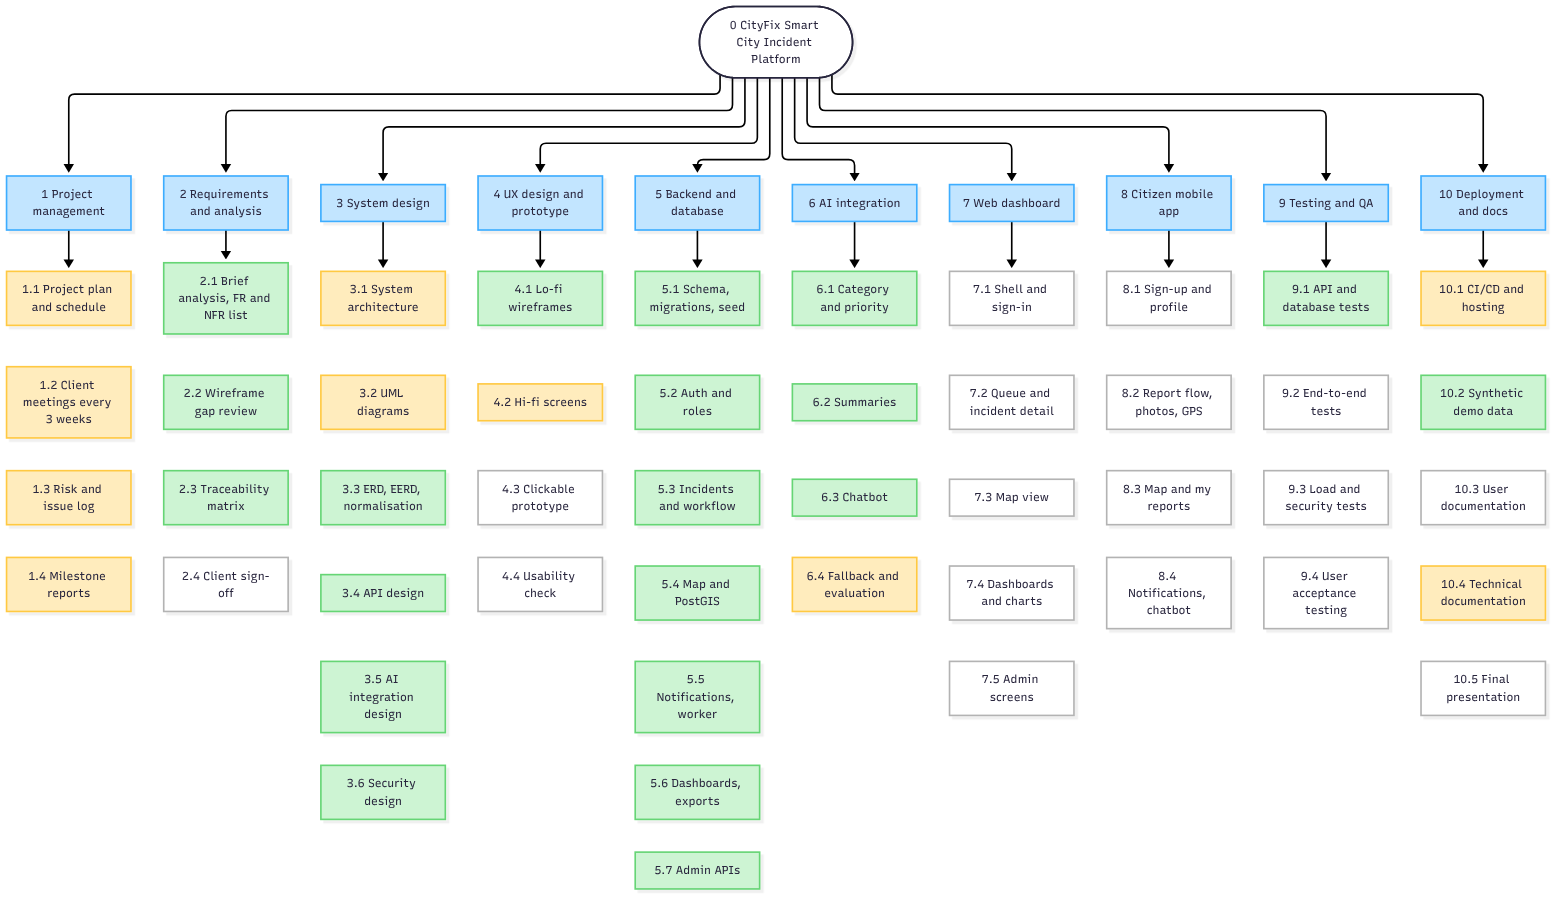 0 CityFix Smart
City Incident
Platform
1 Project
management
2 Requirements
and analysis
3 System design
4 UX design and
prototype
5 Backend and
database
6 AI integration
7 Web dashboard
8 Citizen mobile
app
9 Testing and QA
10 Deployment
and docs
1.1 Project plan
and schedule
2.1 Brief
analysis, FR and
NFR list
3.1 System
architecture
4.1 Lo-fi
wireframes
5.1 Schema,
migrations, seed
6.1 Category
and priority
7.1 Shell and
sign-in
8.1 Sign-up and
profile
9.1 API and
database tests
10.1 CI/CD and
hosting
1.2 Client
meetings every
3 weeks
2.2 Wireframe
gap review
3.2 UML
diagrams
4.2 Hi-fi screens
5.2 Auth and
roles
6.2 Summaries
7.2 Queue and
incident detail
8.2 Report flow,
photos, GPS
9.2 End-to-end
tests
10.2 Synthetic
demo data
1.3 Risk and
issue log
2.3 Traceability
matrix
3.3 ERD, EERD,
normalisation
4.3 Clickable
prototype
5.3 Incidents
and workflow
6.3 Chatbot
7.3 Map view
8.3 Map and my
reports
9.3 Load and
security tests
10.3 User
documentation
1.4 Milestone
reports
2.4 Client sign-
off
3.4 API design
4.4 Usability
check
5.4 Map and
PostGIS
6.4 Fallback and
evaluation
7.4 Dashboards
and charts
8.4
Notifications,
chatbot
9.4 User
acceptance
testing
10.4 Technical
documentation
3.5 AI
integration
design
5.5
Notifications,
worker
7.5 Admin
screens
10.5 Final
presentation
3.6 Security
design
5.6 Dashboards,
exports
5.7 Admin APIs